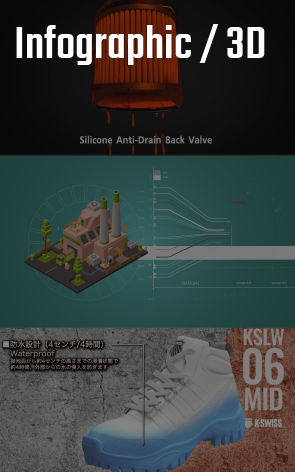 Infographic / 3D
Silicone Anti-Drain Back Valve
■防水設計（4センチ/4時間）
Waterproof
KSLW
06
MID
K-SWISS